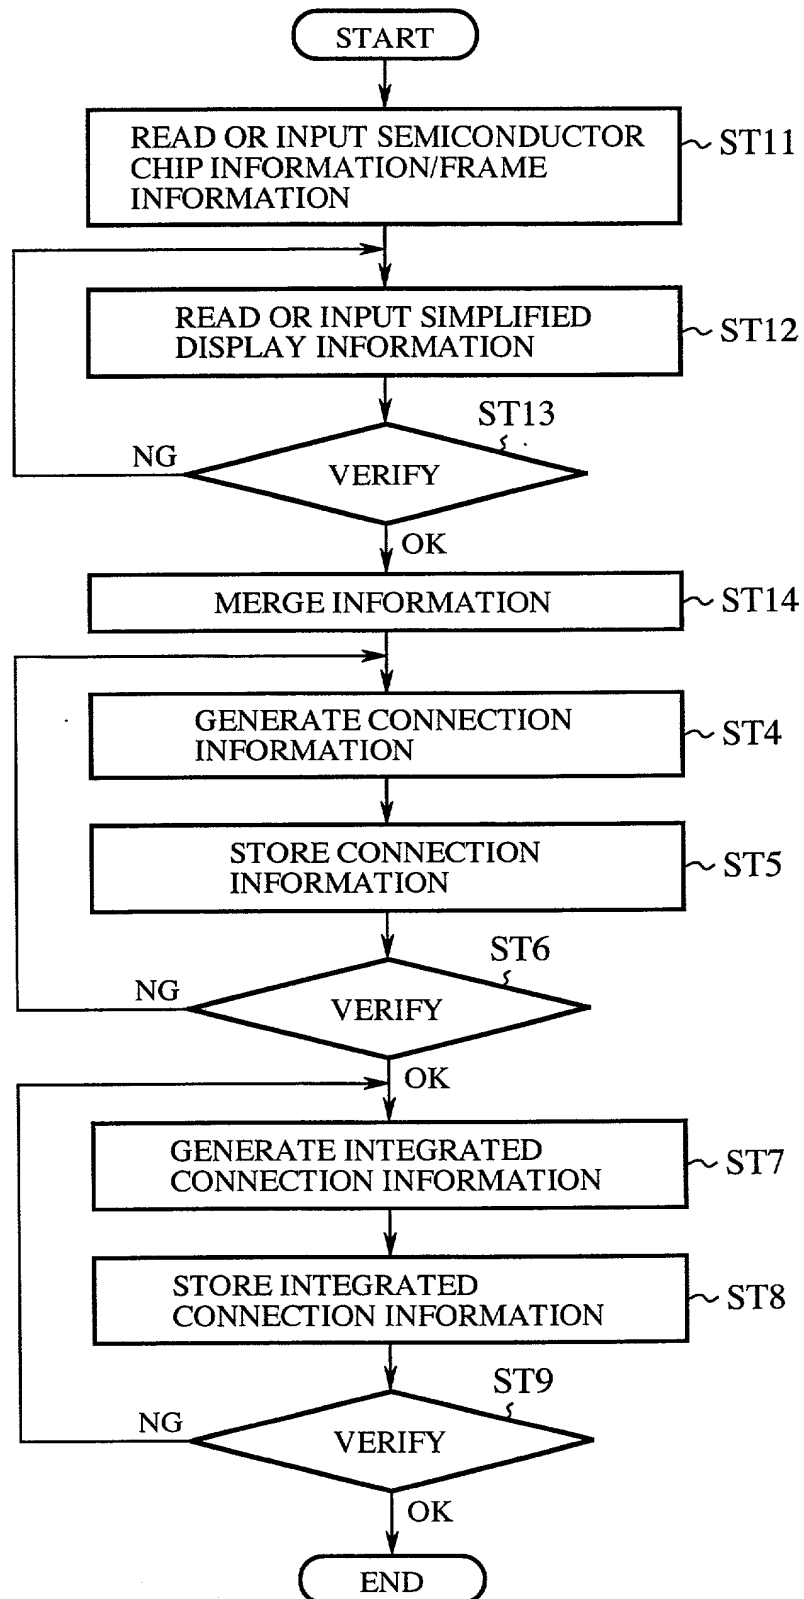 START
READ OR INPUT SEMICONDUCTOR
CHIP INFORMATION/FRAME
INFORMATION
ST11
READ OR INPUT SIMPLIFIED
DISPLAY INFORMATION
ST12
ST13
NG
VERIFY
OK
MERGE INFORMATION
ST14
GENERATE CONNECTION
INFORMATION
ST4
STORE CONNECTION
INFORMATION
ST5
ST6
NG
VERIFY
OK
GENERATE INTEGRATED
CONNECTION INFORMATION
ST7
STORE INTEGRATED
CONNECTION INFORMATION
ST8
ST9
NG
VERIFY
OK
END